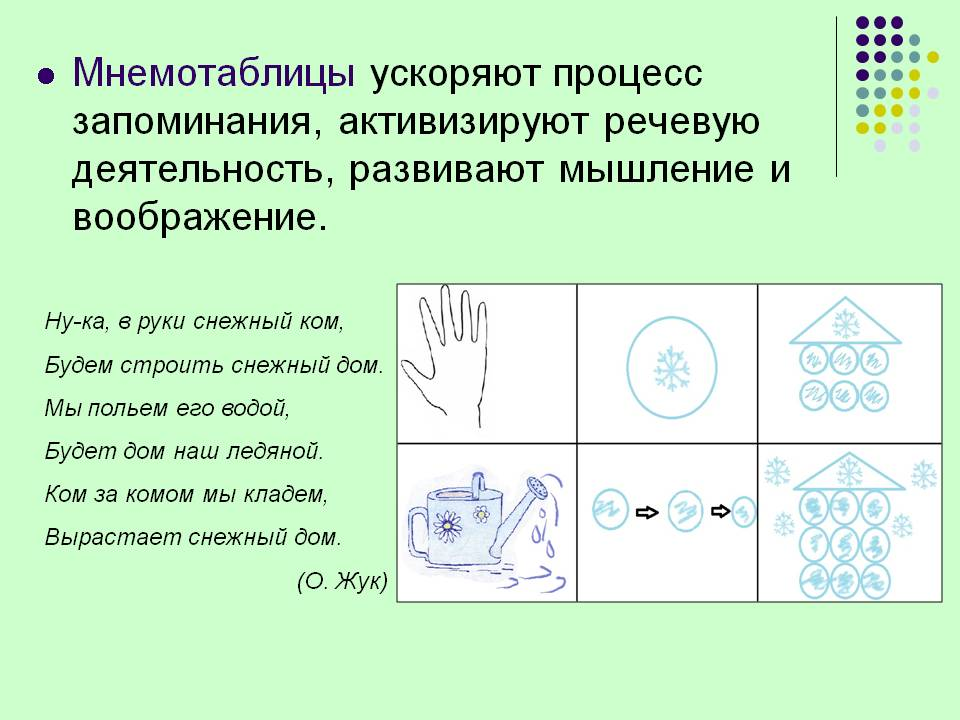 Мнемотаблицы ускоряют процесс
запоминания, активизируют речевую
деятельность, развивают мышление и
воображение.
Ну-ка, в руки снежный ком,
Будем строить снежный дом.
Мы польем его водой,
Будет дом наш ледяной.
Ком за комом мы кладем,
Вырастает снежный дом.
(О. Жук)